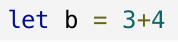 let b = 3+4